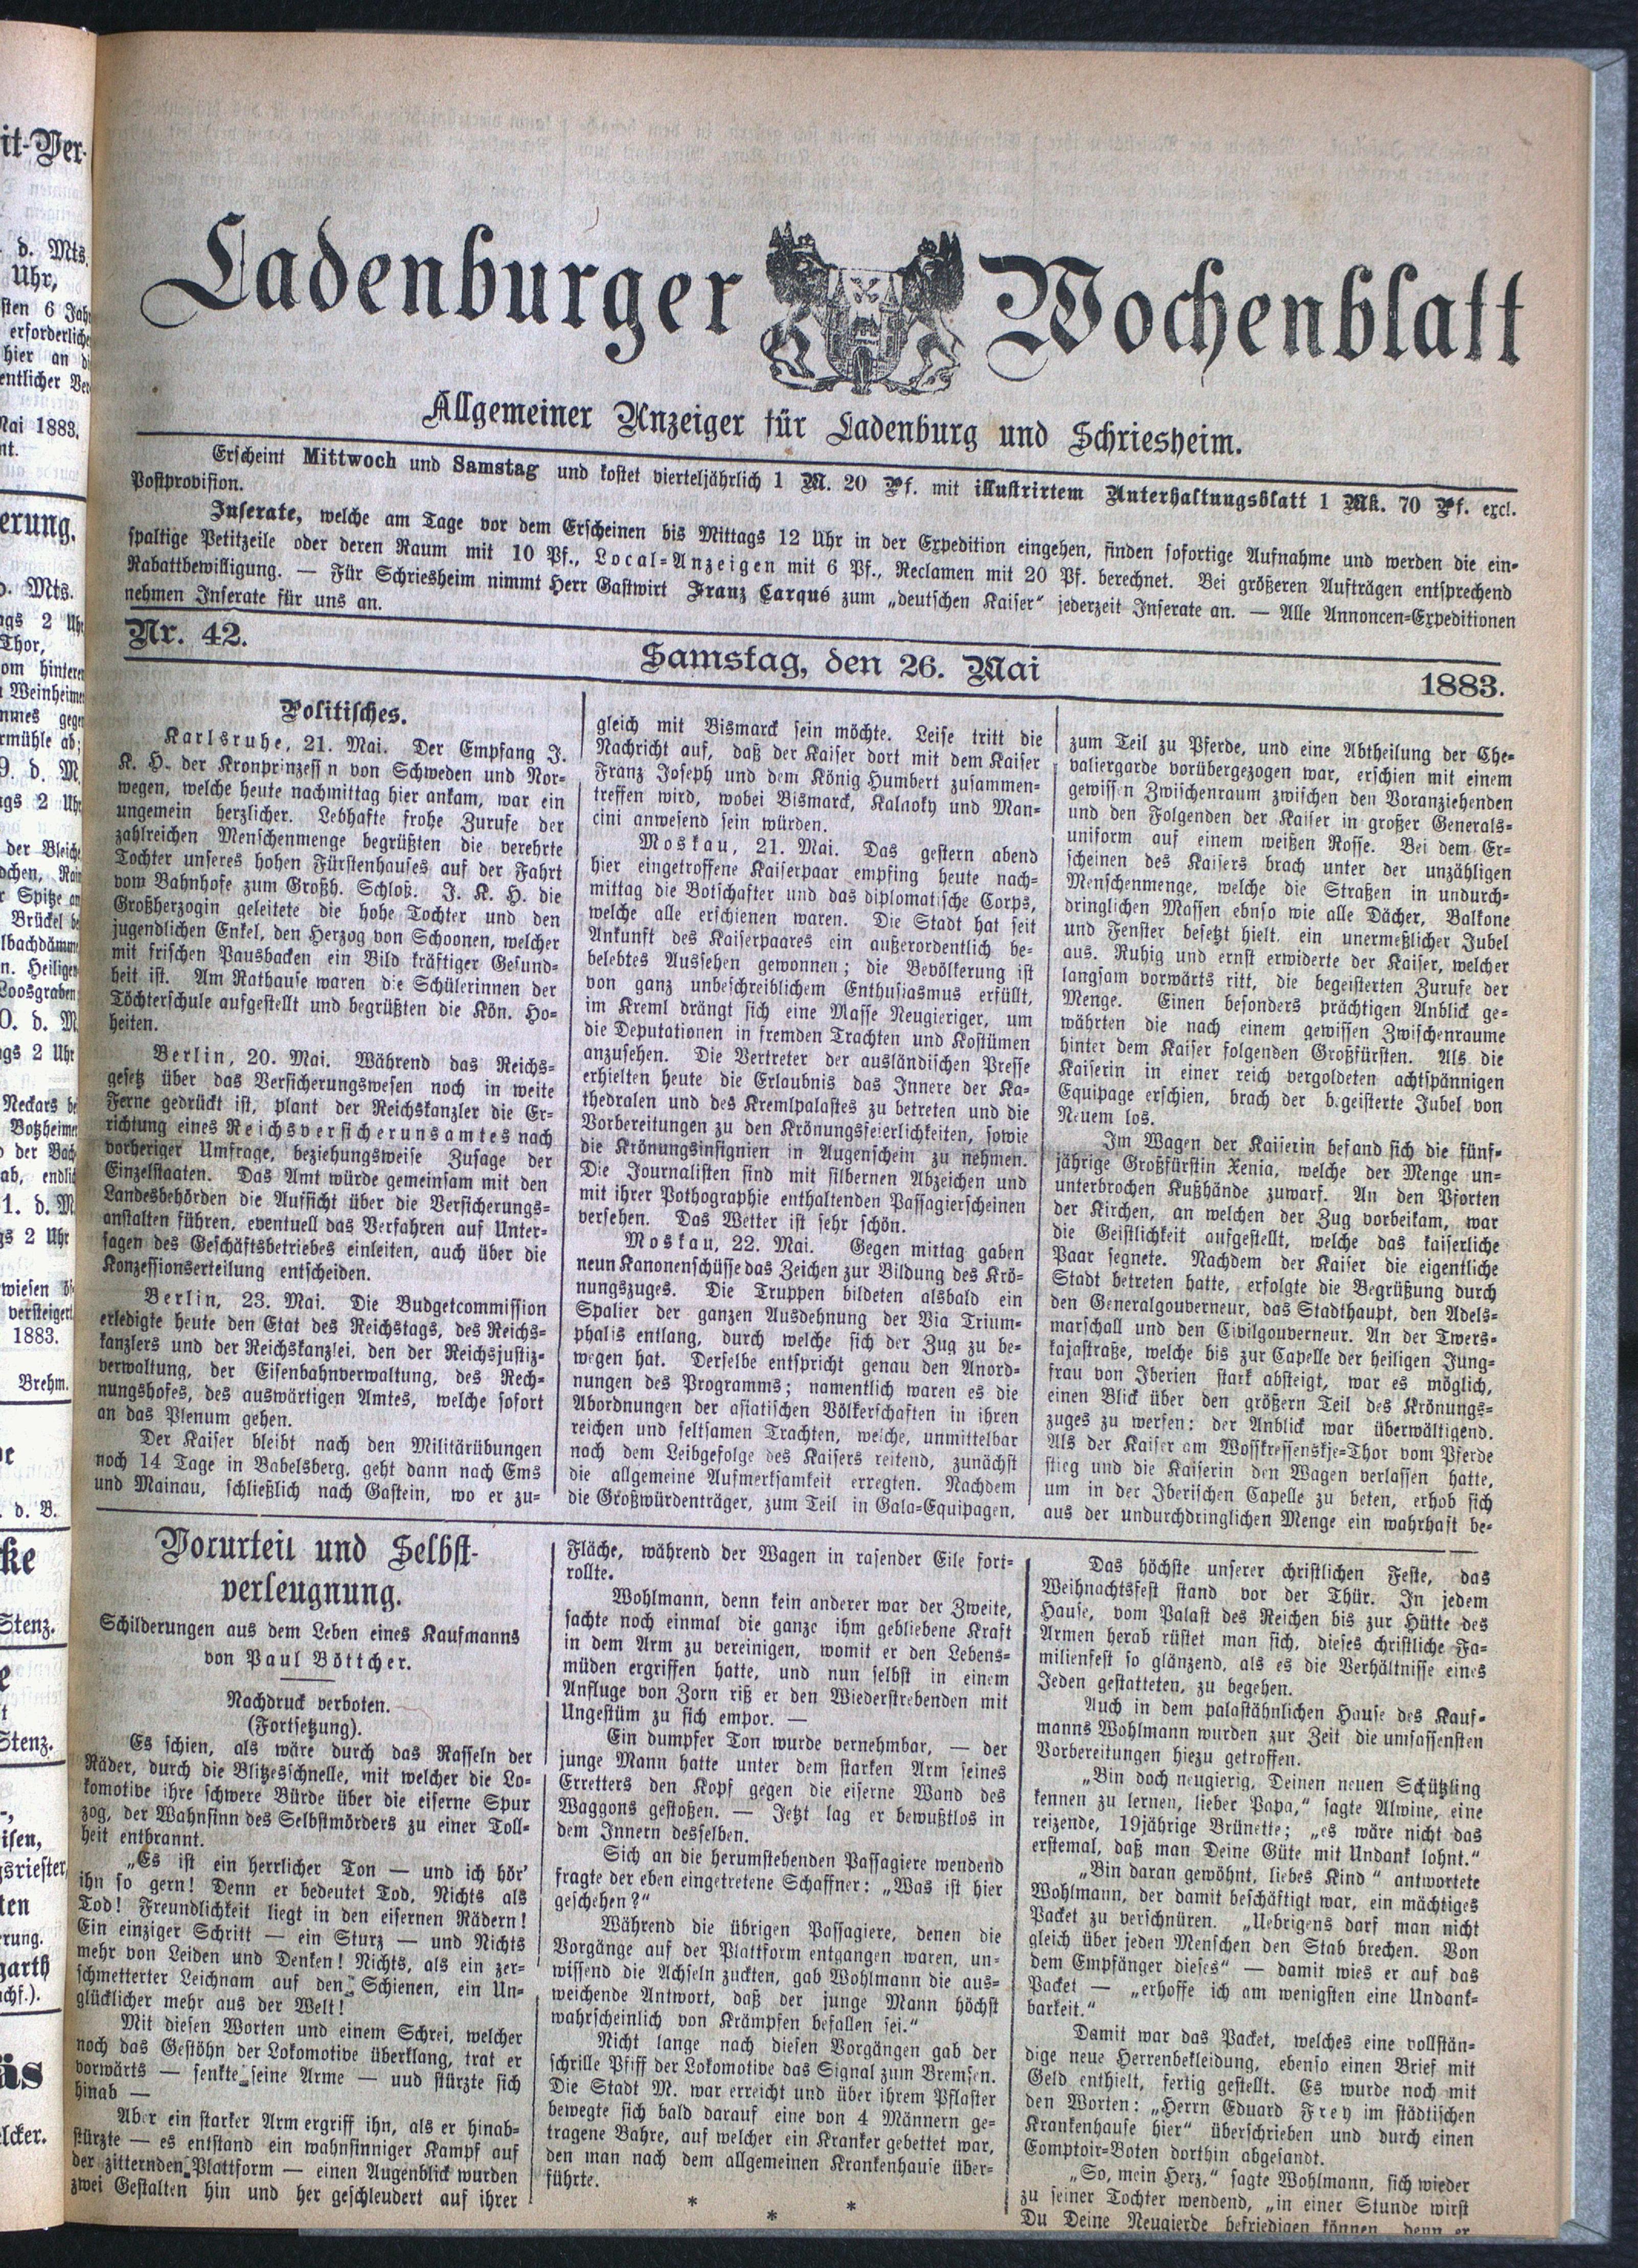 Ladenburger Wochenblatt
Allgemeiner Anzeiger für Ladenburg und Schriesheim.
Erscheint Mittwoch und Samstag und kostet vierteljährlich 1 M. 20 Pf. mit illustrirtem Unterhaltungsblatt 1 Mk. 70 Pf. excl.
Postprovision.
Inserate, welche am Tage vor dem Erscheinen bis Mittags 12 Uhr in der Expedition eingehen, finden sofortige Aufnahme und werden die ein-
spaltige Petitzeile oder deren Raum mit 10 Pf., Local-Anzeigen mit 6 Pf., Reclamen mit 20 Pf. berechnet. Bei größeren Aufträgen entsprechend
Rabattbewilligung. — Für Schriesheim nimmt Herr Gastwirt Franz Carqué zum „deutschen Kaiser" jederzeit Inserate an. — Alle Annoncen-Expeditionen
nehmen Inserate für uns an.
Nr. 42.
Samstag, den 26. Mai
1883.
Politisches.
Karlsruhe, 21. Mai. Der Empfang J.
K. H. der Kronprinzess n von Schweden und Nor-
wegen, welche heute nachmittag hier ankam, war ein
ungemein herzlicher. Lebhafte frohe Zurufe der
zahlreichen Menschenmenge begrüßten die verehrte
Tochter unseres hohen Fürstenhauses auf der Fahrt
vom Bahnhofe zum Großh. Schloß. J. K. H. die
Großherzogin geleitete die hohe Tochter und den
jugendlichen Enkel, den Herzog von Schoonen, welcher
mit frischen Pausbacken ein Bild kräftiger Gesund-
heit ist. Am Rathause waren die Schülerinnen der
Töchterschule aufgestellt und begrüßten die Kön. Ho-
heiten.
Berlin, 20. Mai. Während das Reichs-
gesetz über das Versicherungswesen noch in weite
Ferne gedrückt ist, plant der Reichskanzler die Er-
richtung eines Reichsversicherunsamtes nach
vorheriger Umfrage, beziehungsweise Zusage der
Einzelstaaten. Das Amt würde gemeinsam mit den
Landesbehörden die Aufsicht über die Versicherungs-
anstalten führen, eventuell das Verfahren auf Unter-
sagen des Geschäftsbetriebes einleiten, auch über die
Konzessionserteilung entscheiden.
Berlin, 23. Mai. Die Budgetcommission
erledigte heute den Etat des Reichstags, des Reichs-
kanzlers und der Reichskanzlei, den der Reichsjustiz-
verwaltung, der Eisenbahnverwaltung, des Rech-
nungshofes, des auswärtigen Amtes, welche sofort
an das Plenum gehen.
Der Kaiser bleibt nach den Militärübungen
noch 14 Tage in Babelsberg, geht dann nach Ems
und Mainau, schließlich nach Gastein, wo er zu-
gleich mit Bismarck sein möchte. Leise tritt die
Nachricht auf, daß der Kaiser dort mit dem Kaiser
Franz Joseph und dem König Humbert zusammen-
treffen wird, wobei Bismarck, Kalnoky und Man-
cini anwesend sein würden.
Moskau, 21. Mai. Das gestern abend
hier eingetroffene Kaiserpaar empfing heute nach-
mittag die Botschafter und das diplomatische Corps,
welche alle erschienen waren. Die Stadt hat seit
Ankunft des Kaiserpaares ein außerordentlich be-
belebtes Aussehen gewonnen; die Bevölkerung ist
von ganz unbeschreiblichem Enthusiasmus erfüllt,
im Kreml drängt sich eine Masse Neugieriger, um
die Deputationen in fremden Trachten und Kostümen
anzusehen. Die Vertreter der ausländischen Presse
erhielten heute die Erlaubnis das Innere der Ka-
thedralen und des Kremlpalastes zu betreten und die
Vorbereitungen zu den Krönungsfeierlichkeiten, sowie
die Krönungsinsignien in Augenschein zu nehmen.
Die Journalisten sind mit silbernen Abzeichen und
mit ihrer Pothographie enthaltenden Passagierscheinen
versehen. Das Wetter ist sehr schön.
Moskau, 22. Mai. Gegen mittag gaben
neun Kanonenschüsse das Zeichen zur Bildung des Krö-
nungszuges. Die Truppen bildeten alsbald ein
Spalier der ganzen Ausdehnung der Via Trium-
phalis entlang, durch welche sich der Zug zu be-
wegen hat. Derselbe entspricht genau den Anord-
nungen des Programms; namentlich waren es die
Abordnungen der asiatischen Völkerschaften in ihren
reichen und seltsamen Trachten, welche, unmittelbar
nach dem Leibgefolge des Kaisers reitend, zunächst
die allgemeine Aufmerksamkeit erregten. Nachdem
die Großwürdenträger, zum Teil in Gala-Equipagen,
zum Teil zu Pferde, und eine Abtheilung der Che-
valiergarde vorübergezogen war, erschien mit einem
gewiss n Zwischenraum zwischen den Voranziehenden
und den Folgenden der Kaiser in großer Generals-
uniform auf einem weißen Rosse. Bei dem Er-
scheinen des Kaisers brach unter der unzähligen
Menschenmenge, welche die Straßen in undurch-
dringlichen Massen ebnso wie alle Dächer, Balkone
und Fenster besetzt hielt, ein unermeßlicher Jubel
aus. Ruhig und ernst erwiderte der Kaiser, welcher
langsam vorwärts ritt, die begeisterten Zurufe der
Menge. Einen besonders prächtigen Anblick ge-
währten die nach einem gewissen Zwischenraume
hinter dem Kaiser folgenden Großfürsten. Als die
Kaiserin in einer reich vergoldeten achtspännigen
Equipage erschien, brach der b.geisterte Jubel von
Neuem los.
Im Wagen der Kaiserin befand sich die fünf-
jährige Großfürstin Xenia, welche der Menge un-
unterbrochen Kußhände zuwarf. An den Pforten
der Kirchen, an welchen der Zug vorbeikam, war
die Geistlichkeit aufgestellt, welche das kaiserliche
Paar segnete. Nachdem der Kaiser die eigentliche
Stadt betreten hatte, erfolgte die Begrüßung durch
den Generalgouverneur, das Stadthaupt, den Adels-
marschall und den Civilgouverneur. An der Twers-
kajastraße, welche bis zur Capelle der heiligen Jung-
frau von Iberien stark absteigt, war es möglich,
einen Blick über den größern Teil des Krönungs-
zuges zu werfen: der Anblick war überwältigend.
Als der Kaiser am Wosskressenskje-Thor vom Pferde
stieg und die Kaiserin den Wagen verlassen hatte,
um in der Iberischen Capelle zu beten, erhob sich
aus der undurchdringlichen Menge ein wahrhaft be-
Vorurteil und Selbst-
verleugnung.
Schilderungen aus dem Leben eines Kaufmanns
von Paul Böttcher.
Nachdruck verboten.
(Fortsetzung).
Es schien, als wäre durch das Rasseln der
Räder, durch die Blitzesschnelle, mit welcher die Lo-
komotive ihre schwere Bürde über die eiserne Spur
zog, der Wahnsinn des Selbstmörders zu einer Toll-
heit entbrannt.
„Es ist ein herrlicher Ton — und ich hör'
ihn so gern! Denn er bedeutet Tod, Nichts als
Tod! Freundlichkeit liegt in den eisernen Rädern!
Ein einziger Schritt — ein Sturz — und Nichts
mehr von Leiden und Denken! Nichts, als ein zer-
schmetterter Leichnam auf den Schienen, ein Un-
glücklicher mehr aus der Welt!
Mit diesen Worten und einem Schrei, welcher
noch das Gestöhn der Lokomotive überklang, trat er
vorwärts — senkte seine Arme — und stürzte sich
hinab —
Aber ein starker Arm ergriff ihn, als er hinab-
stürzte — es entstand ein wahnsinniger Kampf auf
der zitternden Plattform — einen Augenblick wurden
zwei Gestalten hin und her geschleudert auf ihrer
Fläche, während der Wagen in rasender Eile fort-
rollte.
Wohlmann, denn kein anderer war der Zweite,
sachte noch einmal die ganze ihm gebliebene Kraft
in dem Arm zu vereinigen, womit er den Lebens-
müden ergriffen hatte, und nun selbst in einem
Anfluge von Zorn riß er den Wiederstrebenden mit
Ungestüm zu sich empor. —
Ein dumpfer Ton wurde vernehmbar, — der
junge Mann hatte unter dem starken Arm seines
Erretters den Kopf gegen die eiserne Wand des
Waggons gestoßen. — Jetzt lag er bewußtlos in
dem Innern desselben.
Sich an die herumstehenden Passagiere wendend
fragte der eben eingetretene Schaffner: „Was ist hier
geschehen?"
Während die übrigen Passagiere, denen die
Vorgänge auf der Plattform entgangen waren, un-
wissend die Achseln zuckten, gab Wohlmann die aus-
weichende Antwort, daß der junge Mann höchst
wahrscheinlich von Krämpfen befallen sei."
Nicht lange nach diesen Vorgängen gab der
schrille Pfiff der Lokomotive das Signal zum Bremsen.
Die Stadt M. war erreicht und über ihrem Pflaster
bewegte sich bald darauf eine von 4 Männern ge-
tragene Bahre, auf welcher ein Kranker gebettet war,
den man nach dem allgemeinen Krankenhause über-
führte.
* * *
Das höchste unserer christlichen Feste, das
Weihnachtsfest stand vor der Thür. In jedem
Hause, vom Palast des Reichen bis zur Hütte des
Armen herab rüstet man sich, dieses christliche Fa-
milienfest so glänzend, als es die Verhältnisse eines
Jeden gestatteten, zu begehen.
Auch in dem palastähnlichen Hause des Kauf-
manns Wohlmann wurden zur Zeit die umfassensten
Vorbereitungen hiezu getroffen.
„Bin doch neugierig, Deinen neuen Schützling
kennen zu lernen, lieber Papa," sagte Alwine, eine
reizende, 19jährige Brünette; „es wäre nicht das
erstemal, daß man Deine Güte mit Undank lohnt."
„Bin daran gewöhnt, liebes Kind " antwortete
Wohlmann, der damit beschäftigt war, ein mächtiges
Packet zu verschnüren. „Uebrigens darf man nicht
gleich über jeden Menschen den Stab brechen. Von
dem Empfänger dieses" — damit wies er auf das
Packet — „erhoffe ich am wenigsten eine Undank-
barkeit."
Damit war das Packet, welches eine vollstän-
dige neue Herrenbekleidung, ebenso einen Brief mit
Geld enthielt, fertig gestellt. Es wurde noch mit
den Worten: „Herrn Eduard Frey im städtischen
Krankenhause hier" überschrieben und durch einen
Comptoir-Boten dorthin abgesandt.
„So, mein Herz," sagte Wohlmann, sich wieder
zu seiner Tochter wendend, „in einer Stunde wirst
Du Deine Neugierde befriedigen können, denn er